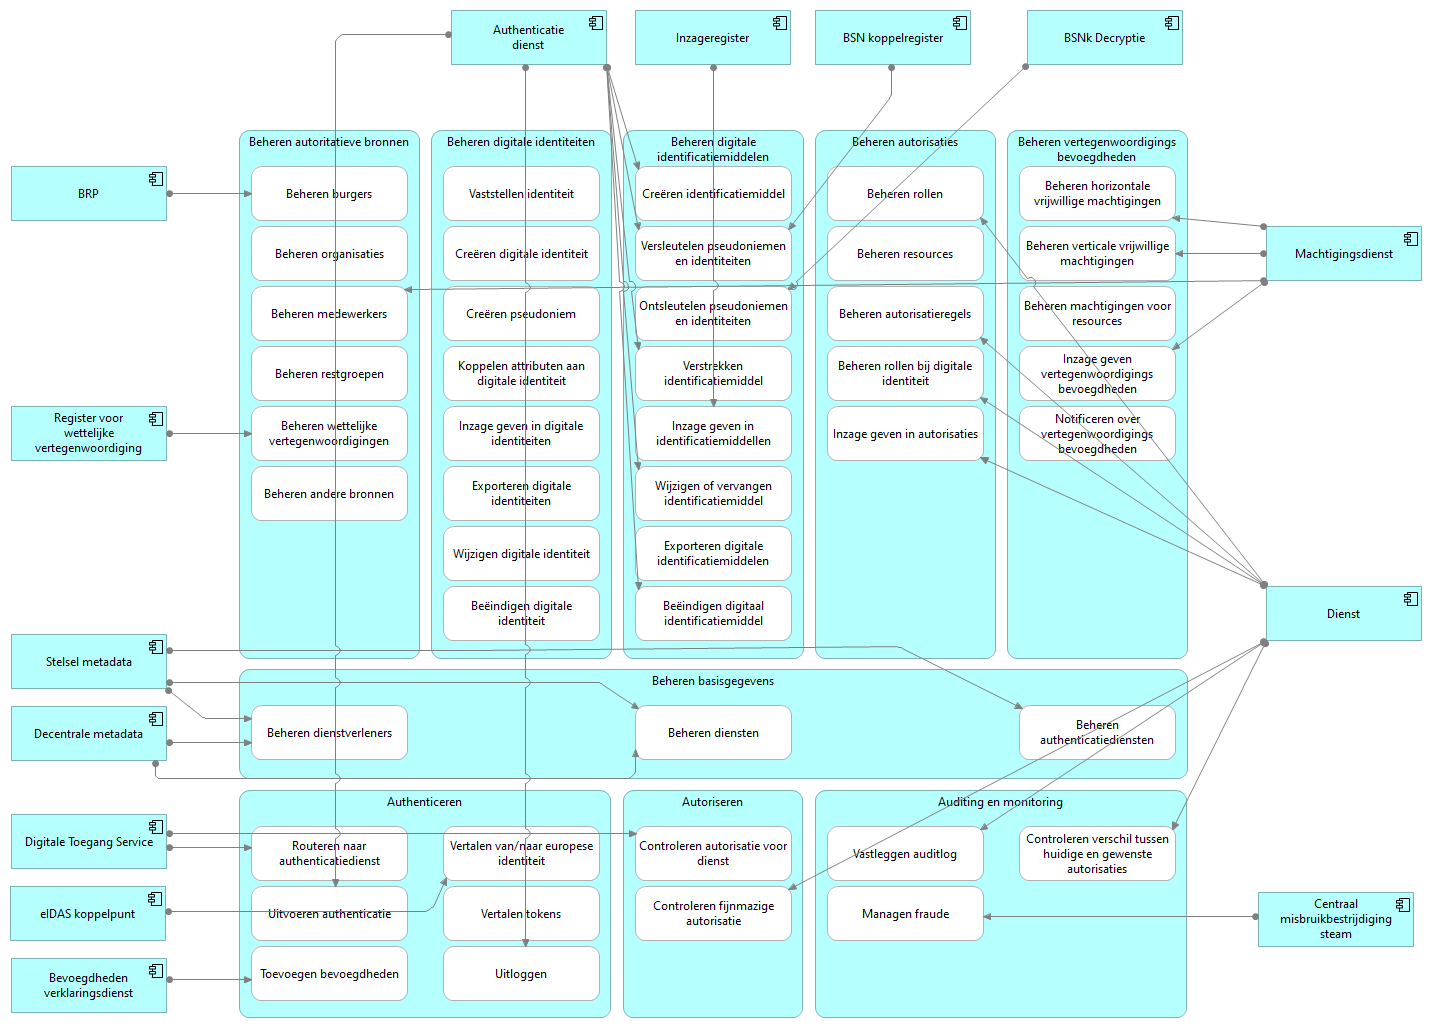 Authenticatie
dienst
Inzageregister
BSN koppelregister
BSNk Decryptie
Beheren autoritatieve bronnen
Beheren burgers
Beheren organisaties
Beheren medewerkers
Beheren restgroepen
Beheren wettelijke
vertegenwoordigingen
Beheren andere bronnen
Beheren digitale identiteiten
Vaststellen identiteit
Creëren digitale identiteit
Creëren pseudoniem
Koppelen attributen aan
digitale identiteit
Inzage geven in digitale
identiteiten
Exporteren digitale
identiteiten
Wijzigen digitale identiteit
Beëindigen digitale
identiteit
Beheren digitale
identificatiemiddelen
Creëren identificatiemiddel
Versleutelen pseudoniemen
en identiteiten
Ontsleutelen pseudoniemen
en identiteiten
Verstrekken
identificatiemiddel
Inzage geven in
identificatiemiddellen
Wijzigen of vervangen
identificatiemiddel
Exporteren digitale
identificatiemiddelen
Beëindigen digitaal
identificatiemiddel
Beheren autorisaties
Beheren rollen
Beheren resources
Beheren autorisatieregels
Beheren rollen bij digitale
identiteit
Inzage geven in autorisaties
Beheren vertegenwoordigings
bevoegdheden
Beheren horizontale
vrijwillige machtigingen
Beheren verticale vrijwillige
machtigingen
Beheren machtigingen voor
resources
Inzage geven
vertegenwoordigings
bevoegdheden
Notificeren over
vertegenwoordigings
bevoegdheden
BRP
Register voor
wettelijke
vertegenwoordiging
Machtigingsdienst
Dienst
Stelsel metadata
Decentrale metadata
Beheren basisgegevens
Beheren dienstverleners
Beheren diensten
Beheren
authenticatiediensten
Digitale Toegang Service
eIDAS koppelpunt
Bevoegdheden
verklaringsdienst
Authenticeren
Routeren naar
authenticatiedienst
Uitvoeren authenticatie
Toevoegen bevoegdheden
Vertalen van/naar europese
identiteit
Vertalen tokens
Uitloggen
Autoriseren
Controleren autorisatie voor
dienst
Controleren fijnmazige
autorisatie
Auditing en monitoring
Vastleggen auditlog
Managen fraude
Controleren verschil tussen
huidige en gewenste
autorisaties
Centraal
misbruikbestrijdiging
steam